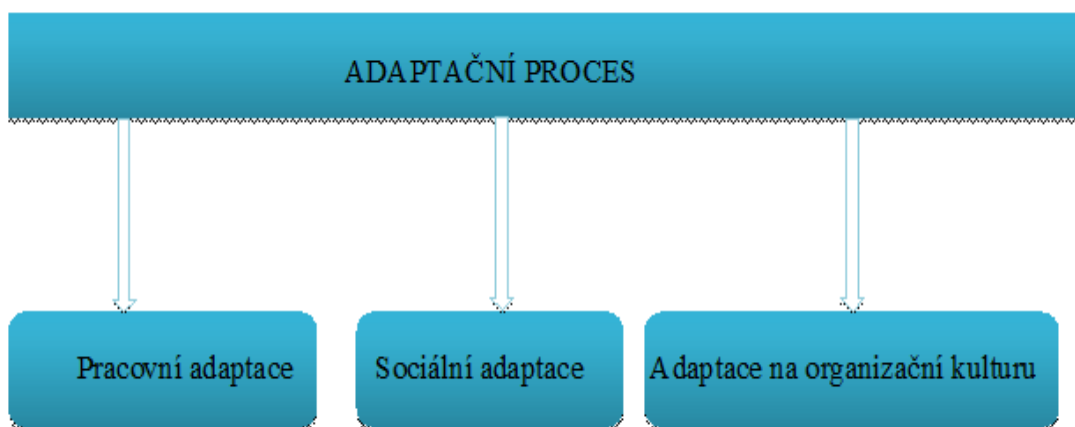 ADAPTAČNÍ PROCES
Pracovní adaptace
Sociální adaptace
Adaptace na organizační kulturu